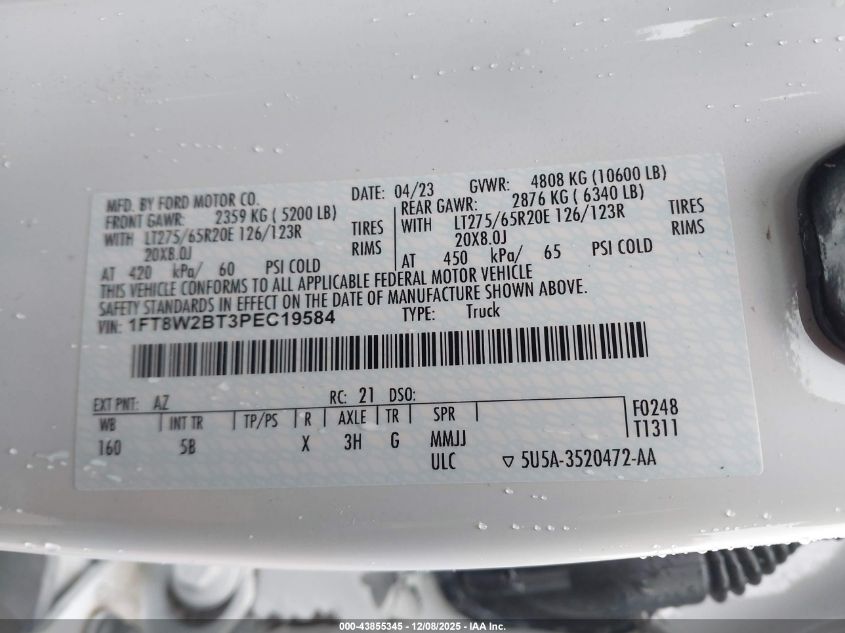 MFD. BY FORD MOTOR CO. DATE: 04/23 GVWR: 4808 KG (10600 LB)
FRONT GAWR: 2359 KG ( 5200 LB) REAR GAWR: 2876 KG ( 6340 LB)
WITH LT275/65R20E 126/123R TIRES WITH LT275/65R20E 126/123R TIRES
20X8.0J RIMS 20X8.0J RIMS
AT 420 kPa/ 60 PSI COLD AT 450 kPa/ 65 PSI COLD
THIS VEHICLE CONFORMS TO ALL APPLICABLE FEDERAL MOTOR VEHICLE
SAFETY STANDARDS IN EFFECT ON THE DATE OF MANUFACTURE SHOWN ABOVE.
VIN: 1FT8W2BT3PEC19584 TYPE: Truck
EXT PNT: AZ RC: 21 DSO:
WB INT TR TP/PS R AXLE TR SPR F0248
160 5B X 3H G MMJJ T1311
ULC ▽ 5U5A-3520472-AA
000-43855345 - 12/08/2025 - IAA Inc.